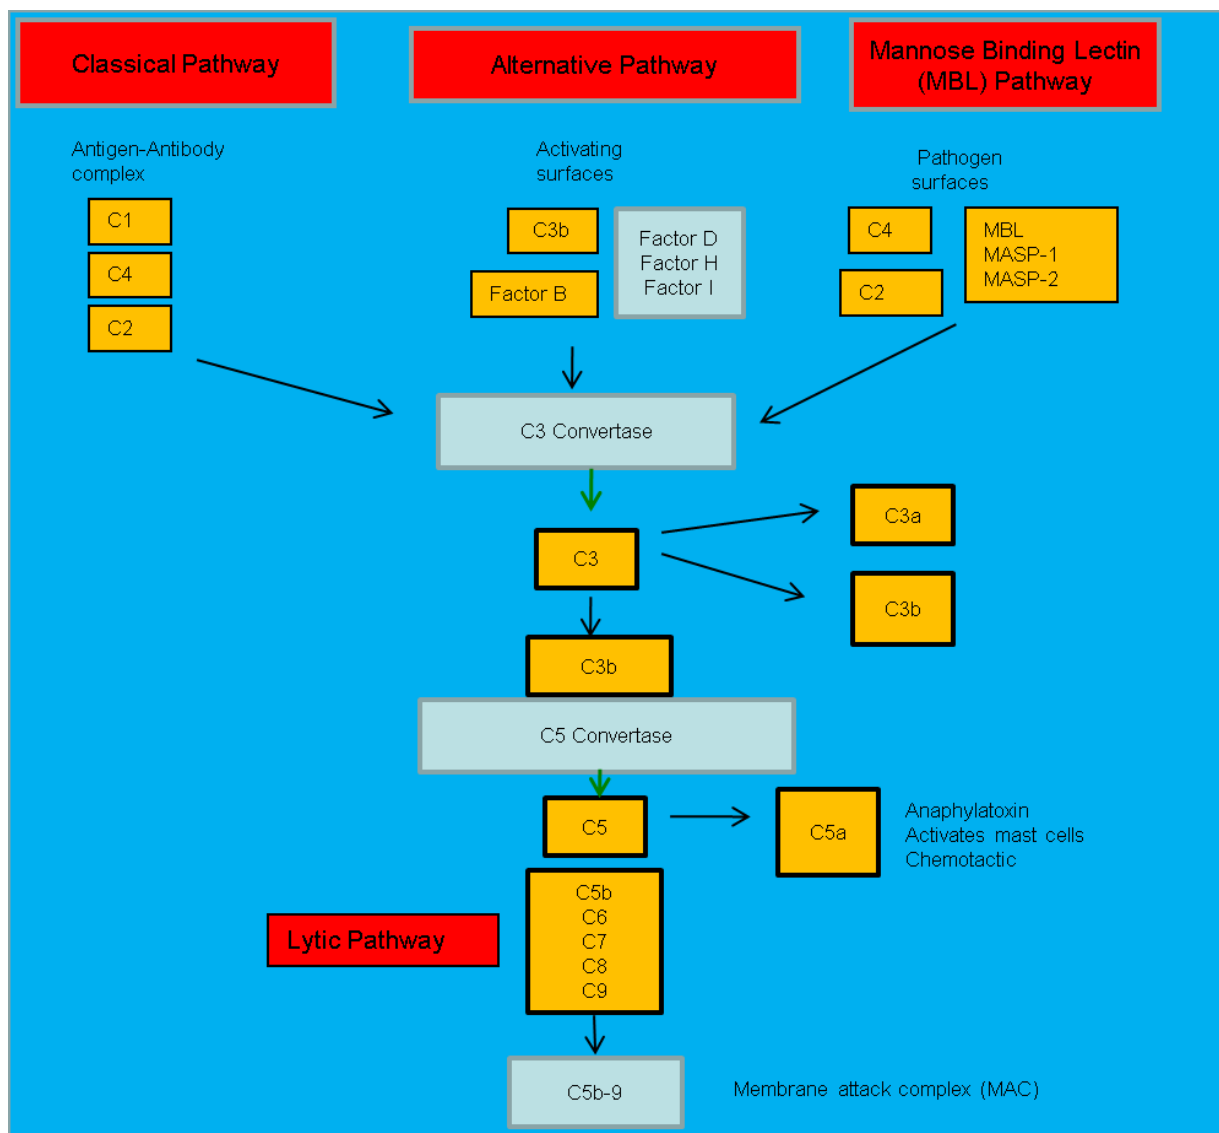 Classical Pathway
Alternative Pathway
Mannose Binding Lectin
(MBL) Pathway
Antigen-Antibody
complex
Activating
surfaces
Pathogen
surfaces
C1
C4
C2
C3b
Factor B
Factor D
Factor H
Factor I
C4
C2
MBL
MASP-1
MASP-2
C3 Convertase
C3
C3a
C3b
C3b
C5 Convertase
C5
C5a
Anaphylatoxin
Activates mast cells
Chemotactic
Lytic Pathway
C5b
C6
C7
C8
C9
C5b-9
Membrane attack complex (MAC)